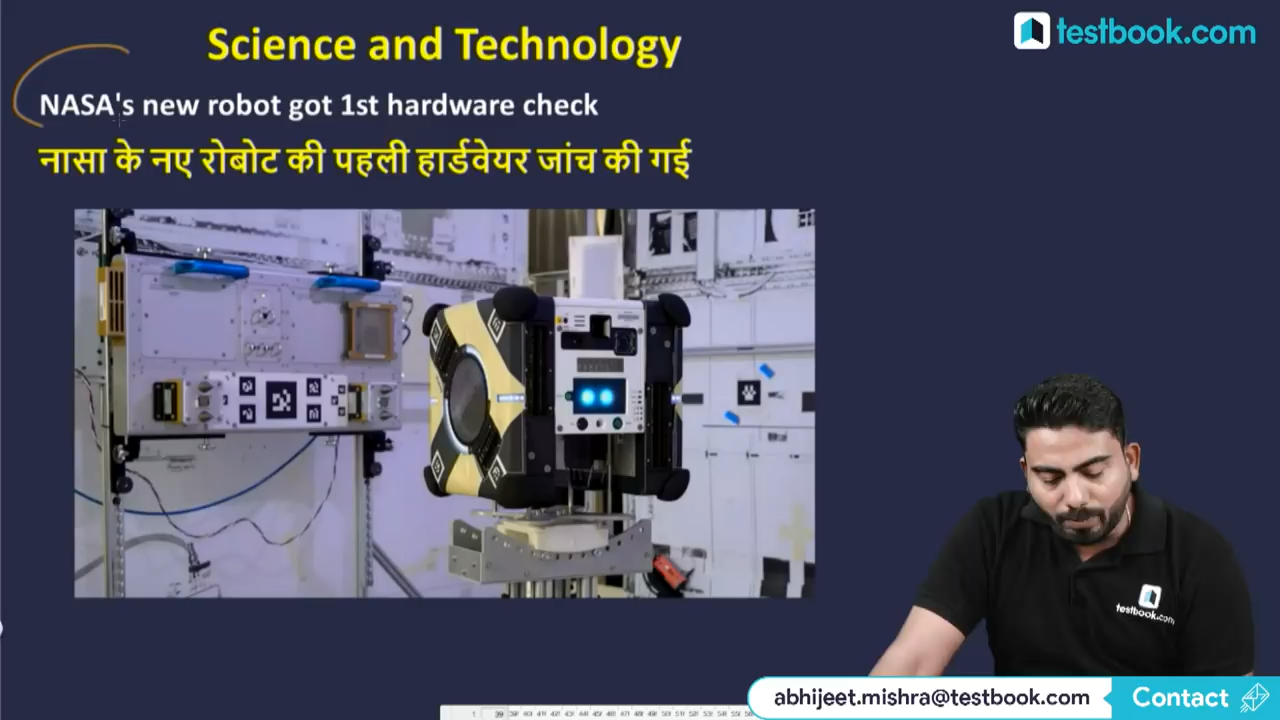 Science and Technology
testbook.com
NASA's new robot got 1st hardware check
नासा के नए रोबोट की पहली हार्डवेयर जांच की गई
testbook.com
abhijeet.mishra@testbook.com
Contact